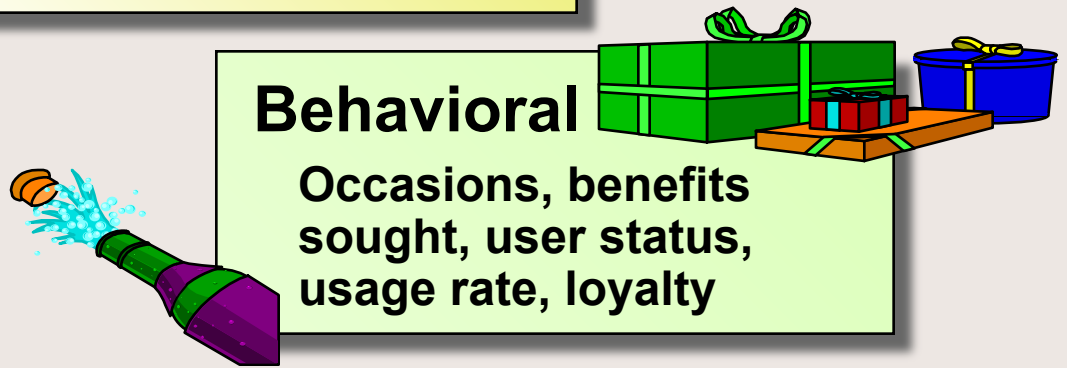 Behavioral
Occasions, benefits
sought, user status,
usage rate, loyalty